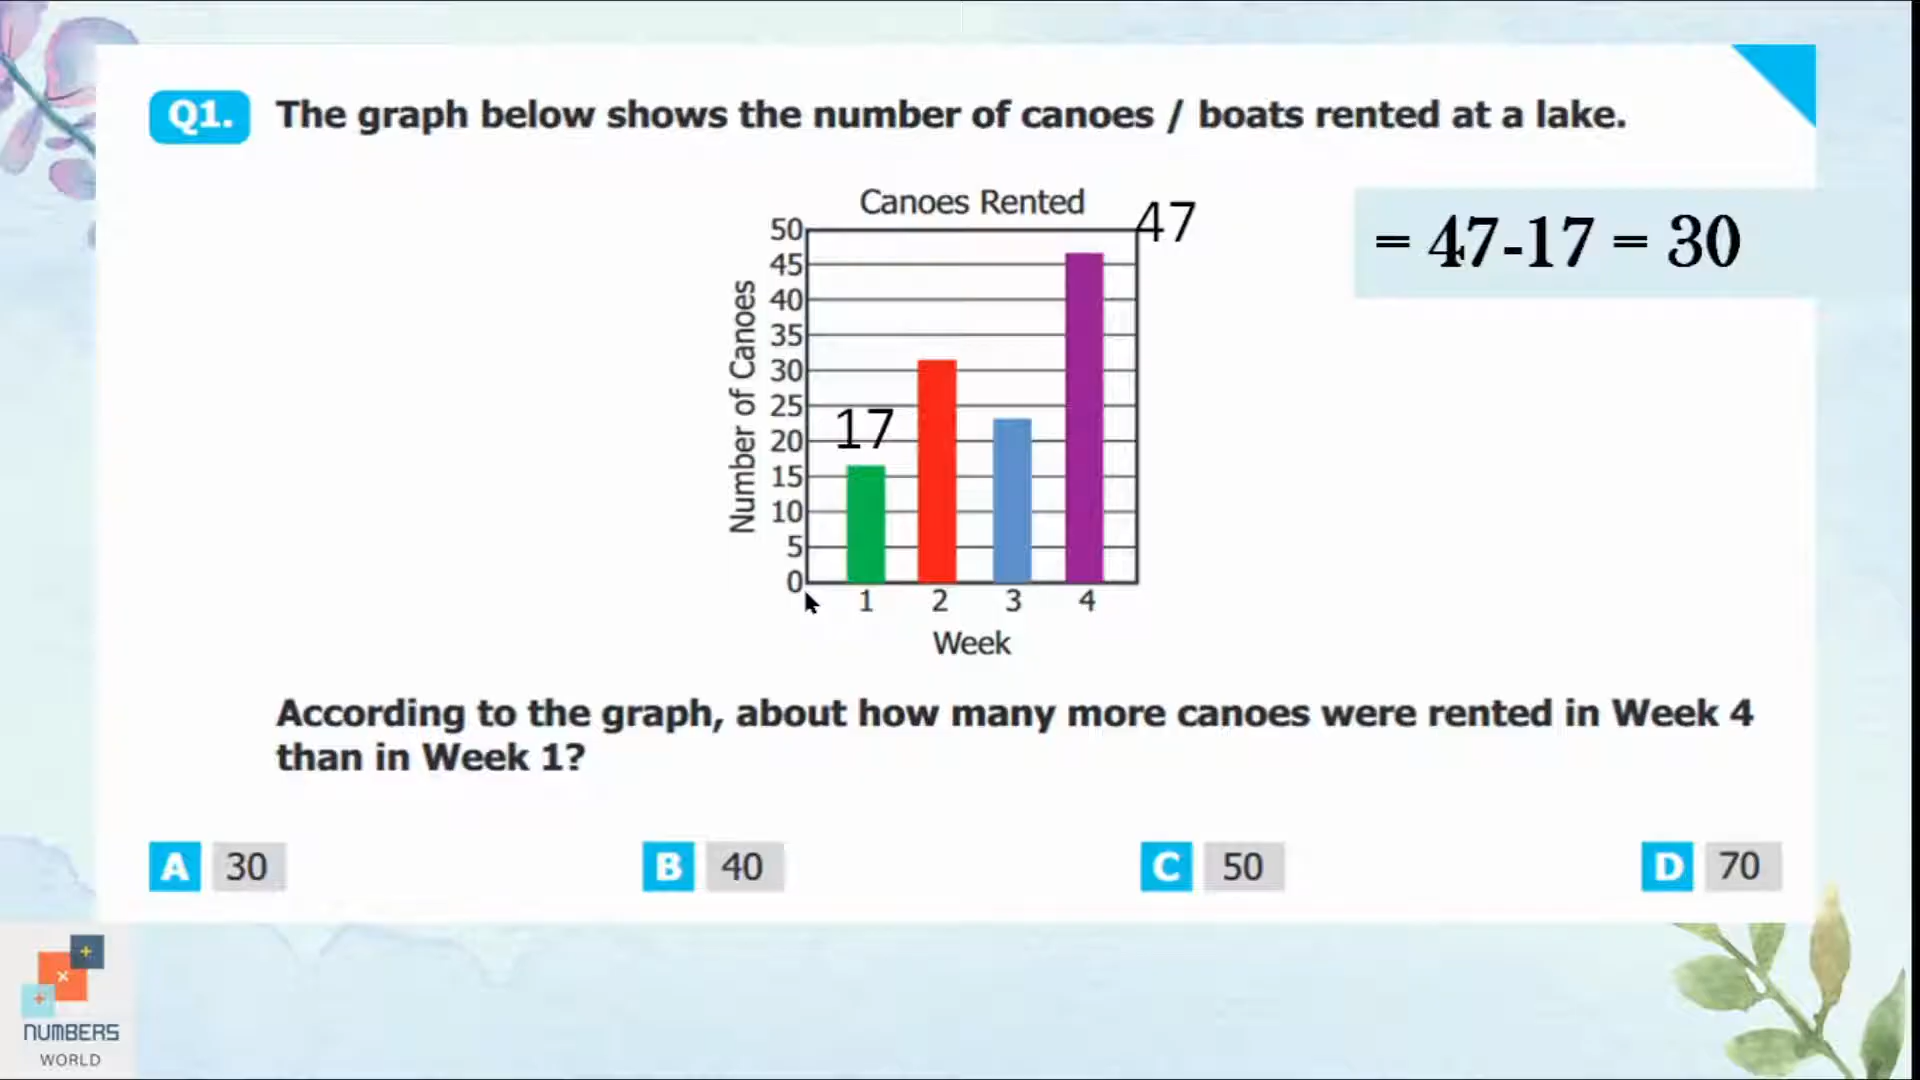 Q1. The graph below shows the number of canoes / boats rented at a lake.
Canoes Rented
47
= 47-17 = 30
50
45
40
35
30
25
20
15
10
5
0
Number of Canoes
17
1 2 3 4
Week
According to the graph, about how many more canoes were rented in Week 4
than in Week 1?
A 30 B 40 C 50 D 70
+
×
+
NUMBERS
WORLD